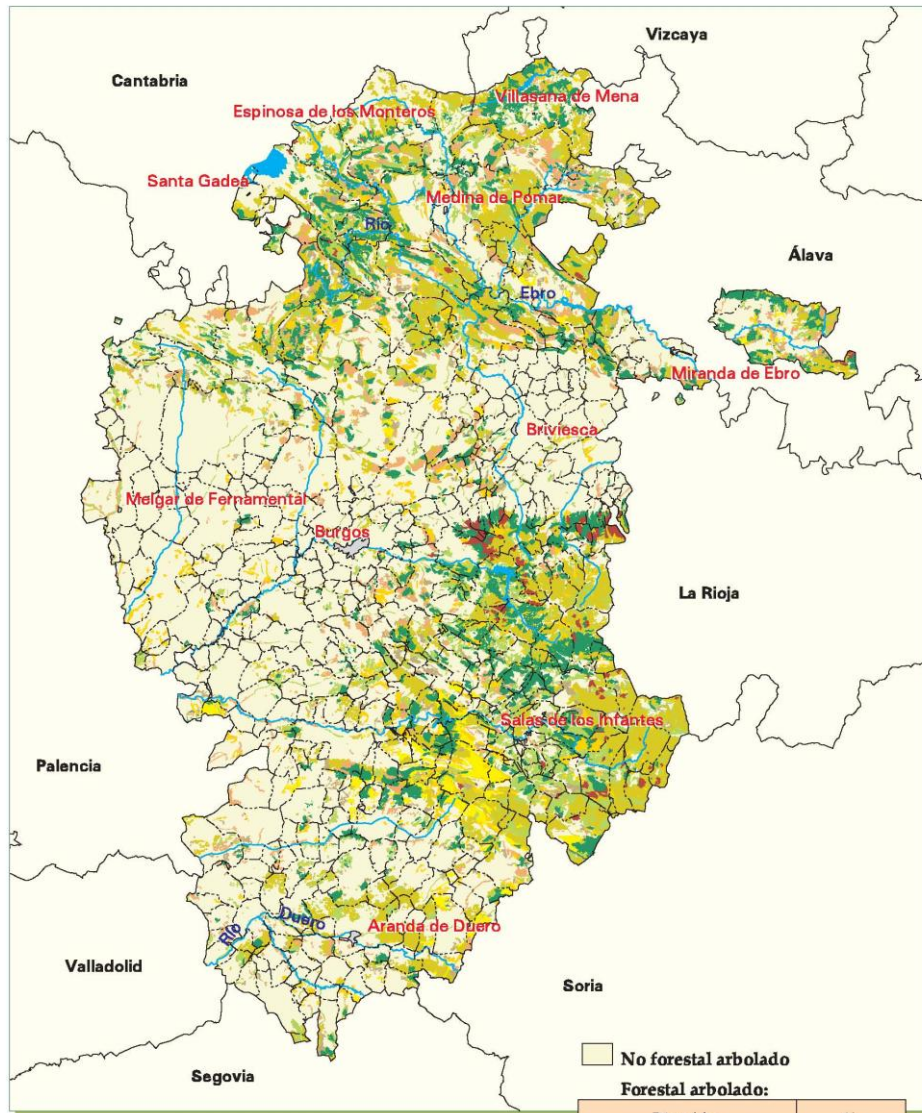 Vizcaya
Cantabria
Villasana de Mena
Espinosa de los Monteros
Santa Gadea
Medina de Pomar
Río
Álava
Ebro
Miranda de Ebro
Briviesca
Melgar de Fernamental
Burgos
La Rioja
Salas de los Infantes
Palencia
Duero
Aranda de Duero
Río
Valladolid
Soria
No forestal arbolado
Segovia
Forestal arbolado: